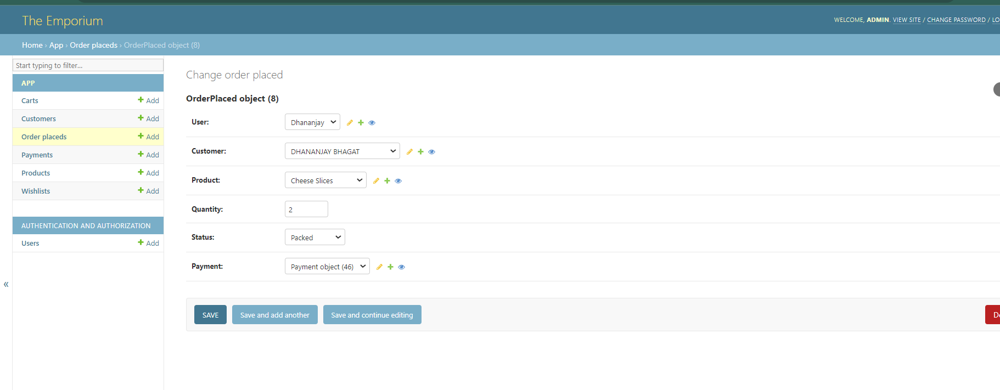 The Emporium
WELCOME, ADMIN. VIEW SITE / CHANGE PASSWORD / LO
Home › App › Order placeds › OrderPlaced object (8)
Start typing to filter...
APP
Carts + Add
Customers + Add
Order placeds + Add
Payments + Add
Products + Add
Wishlists + Add
AUTHENTICATION AND AUTHORIZATION
Users + Add
«
Change order placed
OrderPlaced object (8)
User: Dhananjay
Customer: DHANANJAY BHAGAT
Product: Cheese Slices
Quantity: 2
Status: Packed
Payment: Payment object (46)
SAVE Save and add another Save and continue editing